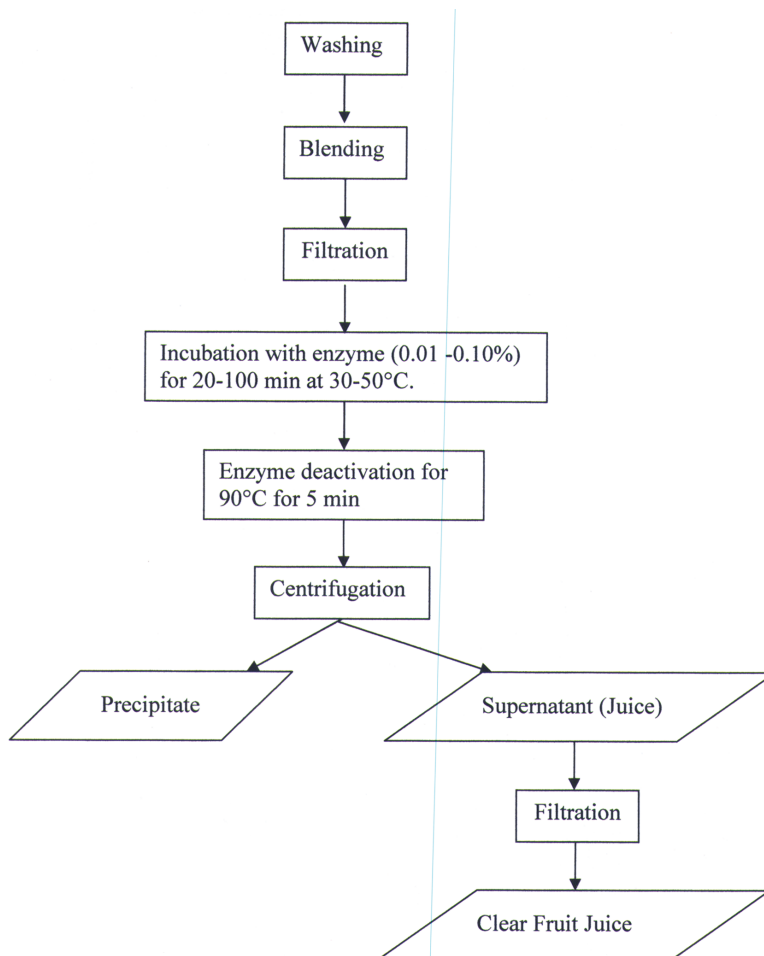 Washing
Blending
Filtration
Incubation with enzyme (0.01 -0.10%)
for 20-100 min at 30-50°C.
Enzyme deactivation for
90°C for 5 min
Centrifugation
Precipitate
Supernatant (Juice)
Filtration
Clear Fruit Juice